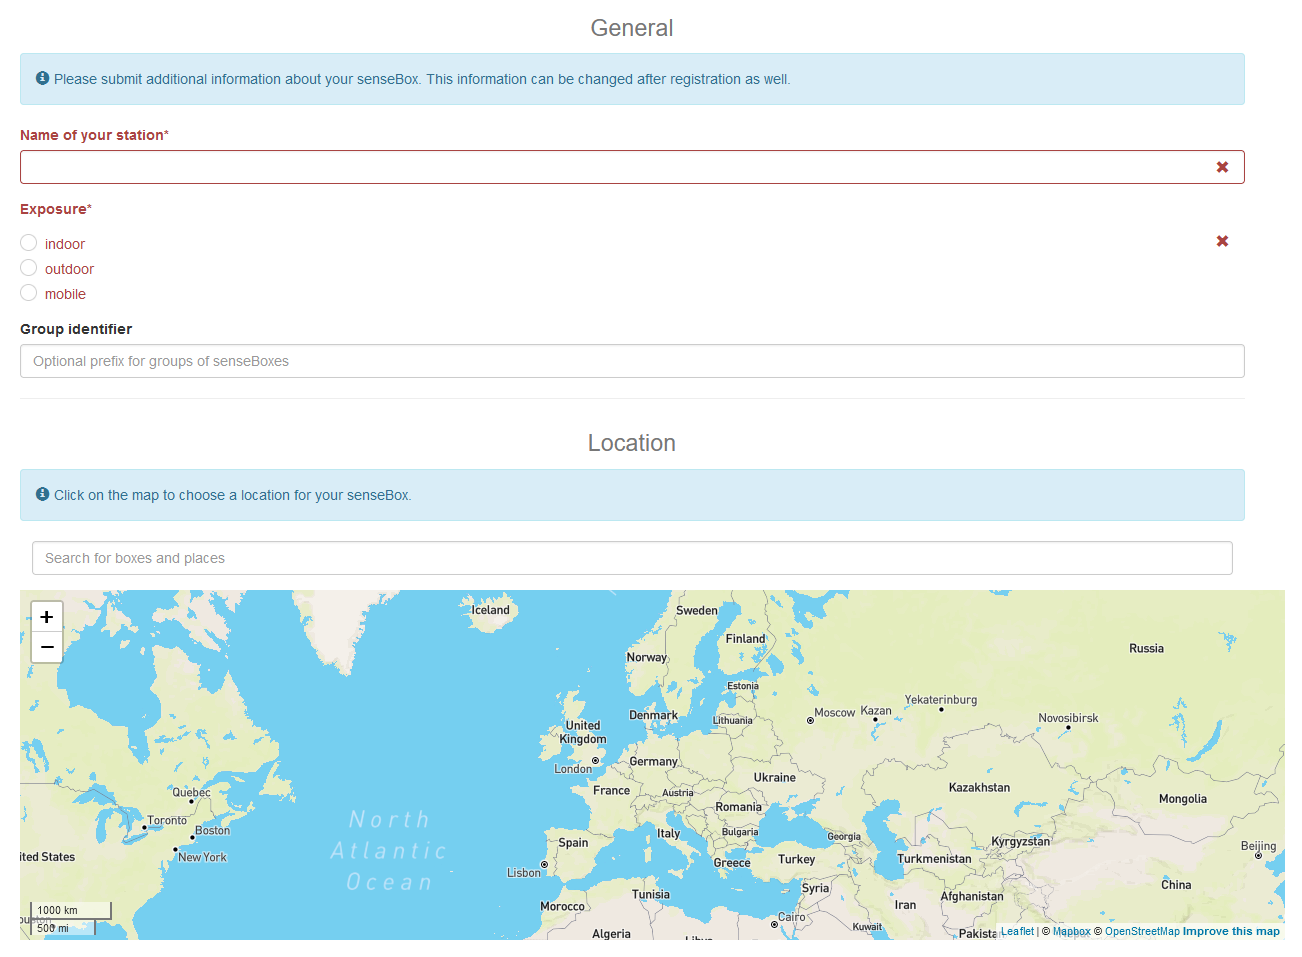 General
Please submit additional information about your senseBox. This information can be changed after registration as well.
Name of your station*
Exposure*
indoor
outdoor
mobile
Group identifier
Optional prefix for groups of senseBoxes
Location
Click on the map to choose a location for your senseBox.
Search for boxes and places
+
−
Iceland
Sweden
Finland
Norway
Russia
Estonia
Yekaterinburg
Denmark
Lithuania
Moscow
Kazan
Novosibirsk
United
Kingdom
London
Germany
Ukraine
Kazakhstan
Quebec
France
Austria
Mongolia
Romania
Toronto
North
Atlantic
Ocean
Boston
Italy
Bulgaria
Georgia
Spain
Kyrgyzstan
Beijing
ited States
New York
Lisbon
Greece
Turkey
Turkmenistan
China
Syria
Tunisia
Afghanistan
Morocco
Iran
1000 km
500 mi
Cairo
Kuwait
Algeria
Pakista
Leaflet | © Mapbox © OpenStreetMap Improve this map